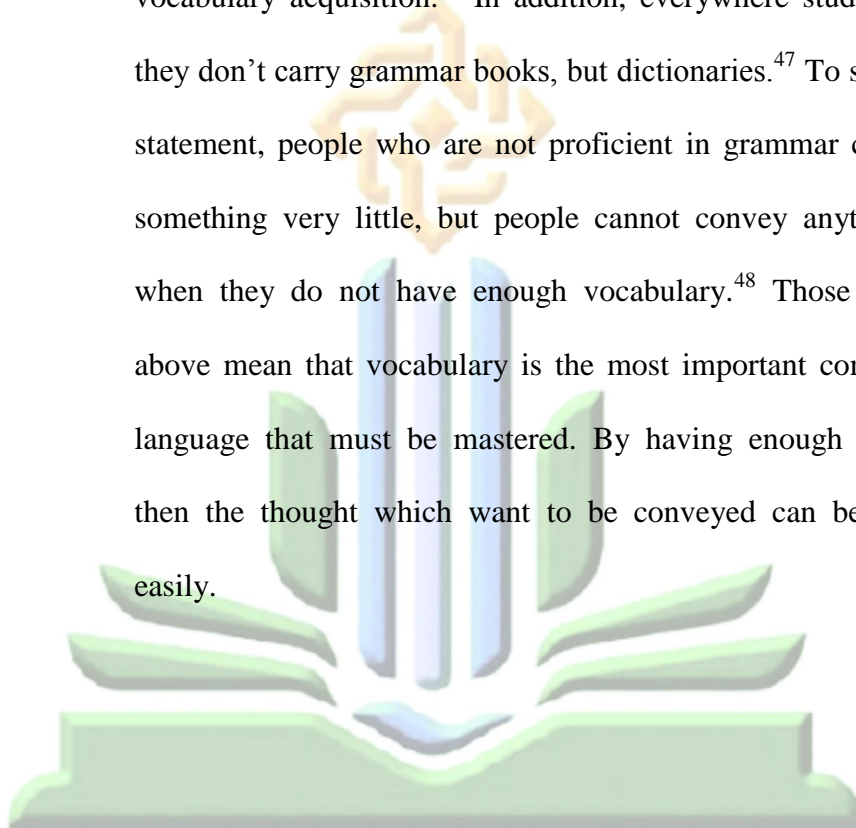 vocabulary acquisition. In addition, everywhere
they don't carry grammar books, but dictionaries.47 To
statement, people who are not proficient in grammar
something very little, but people cannot convey
when they do not have enough vocabulary.48 Those
above mean that vocabulary is the most important
language that must be mastered. By having enough
then the thought which want to be conveyed can be
easily.